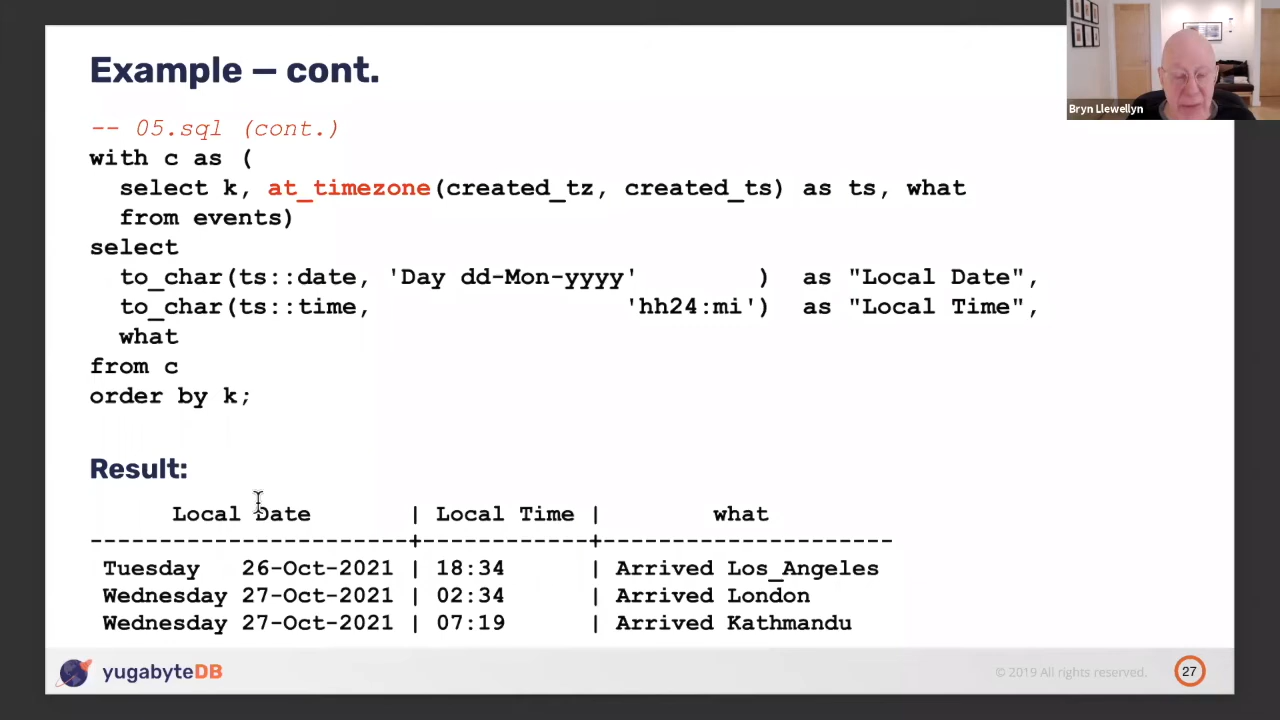 Example – cont.
Bryn Llewellyn
-- 05.sql (cont.)
with c as (
  select k, at_timezone(created_tz, created_ts) as ts, what
  from events)
select
  to_char(ts::date, 'Day dd-Mon-yyyy'        )  as "Local Date",
  to_char(ts::time,                 'hh24:mi')  as "Local Time",
  what
from c
order by k;
Result:
      Local Date       | Local Time |        what
-----------------------+------------+---------------------
 Tuesday   26-Oct-2021 | 18:34      | Arrived Los_Angeles
 Wednesday 27-Oct-2021 | 02:34      | Arrived London
 Wednesday 27-Oct-2021 | 07:19      | Arrived Kathmandu
yugabyteDB
© 2019 All rights reserved.
27